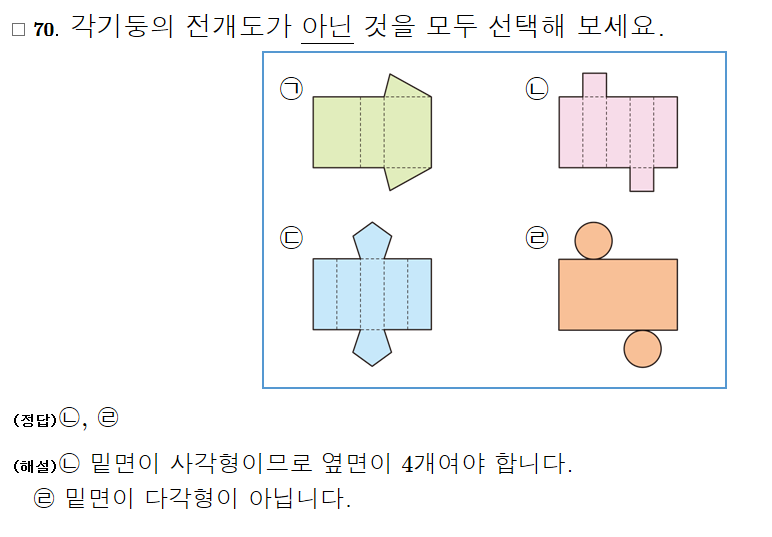 □ 70. 각기둥의 전개도가 아닌 것을 모두 선택해 보세요.
㉠ ㉡
㉢ ㉣
(정답)㉡, ㉣
(해설)㉡ 밑면이 사각형이므로 옆면이 4개여야 합니다.
㉣ 밑면이 다각형이 아닙니다.